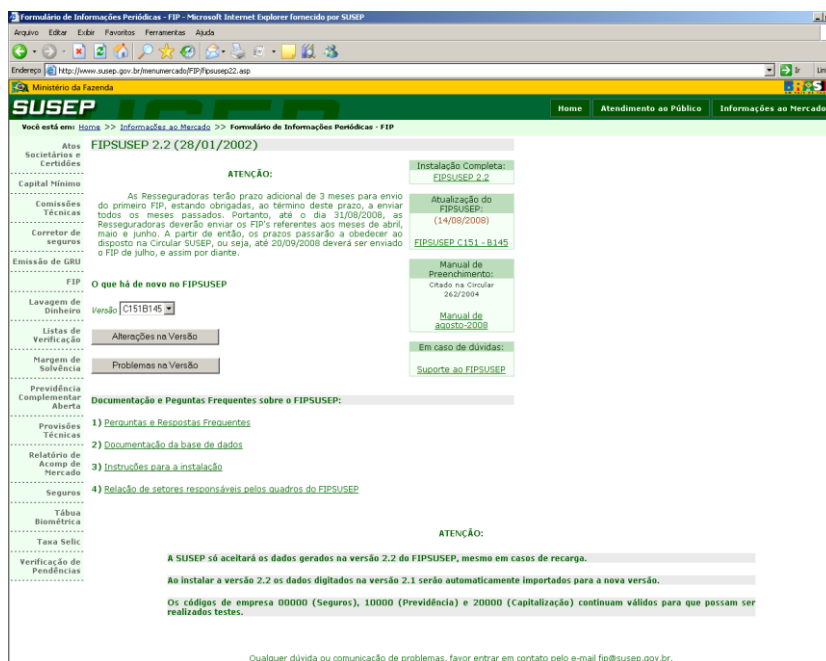 Formulário de Informações Periódicas - FIP - Microsoft Internet Explorer fornecido por SUSEP
Arquivo Editar Exibir Favoritos Ferramentas Ajuda
Endereço http://www.susep.gov.br/menumercado/FIP/fipsusep22.asp Ir
Ministério da Fazenda
SUSEP
Home Atendimento ao Público Informações ao Mercado
Você está em: Home >> Informações ao Mercado >> Formulário de Informações Periódicas - FIP
Atos
Societários e
Certidões
Capital Mínimo
Comissões
Técnicas
Corretor de
seguros
Emissão de GRU
FIP
Lavagem de
Dinheiro
Listas de
Verificação
Margem de
Solvência
Previdência
Complementar
Aberta
Provisões
Técnicas
Relatório de
Acomp de
Mercado
Seguros
Tábua
Biométrica
Taxa Selic
Verificação de
Pendências
FIPSUSEP 2.2 (28/01/2002)
ATENÇÃO:
As Resseguradoras terão prazo adicional de 3 meses para envio
do primeiro FIP, estando obrigadas, ao término deste prazo, a enviar
todos os meses passados. Portanto, até o dia 31/08/2008, as
Resseguradoras deverão enviar os FIP's referentes aos meses de abril,
maio e junho. A partir de então, os prazos passarão a obedecer ao
disposto na Circular SUSEP, ou seja, até 20/09/2008 deverá ser enviado
o FIP de julho, e assim por diante.
O que há de novo no FIPSUSEP
Versão C151B145
Alterações na Versão
Problemas na Versão
Instalação Completa:
FIPSUSEP 2.2
Atualização do
FIPSUSEP:
(14/08/2008)
FIPSUSEP C151 - B145
Manual de
Preenchimento:
Citado na Circular
262/2004
Manual de
agosto-2008
Em caso de dúvidas:
Suporte ao FIPSUSEP
Documentação e Peguntas Frequentes sobre o FIPSUSEP:
1) Perguntas e Respostas Frequentes
2) Documentação da base de dados
3) Instruções para a instalação
4) Relação de setores responsáveis pelos quadros do FIPSUSEP
ATENÇÃO:
A SUSEP só aceitará os dados gerados na versão 2.2 do FIPSUSEP, mesmo em casos de recarga.
Ao instalar a versão 2.2 os dados digitados na versão 2.1 serão automaticamente importados para a nova versão.
Os códigos de empresa 00000 (Seguros), 10000 (Previdência) e 20000 (Capitalização) continuam válidos para que possam ser
realizados testes.
Qualquer dúvida ou comunicação de problemas, favor entrar em contato pelo e-mail fip@susep.gov.br.